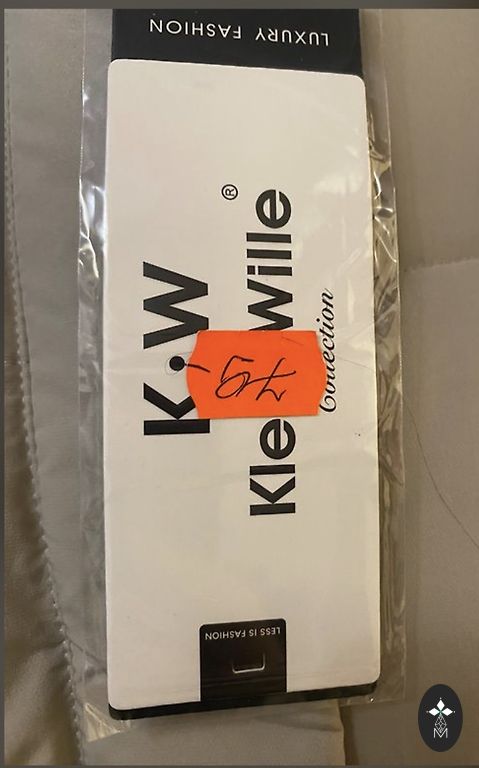 LUXURY FASHION
K.W®
Kle Wille
Collection
LESS IS FASHION
M